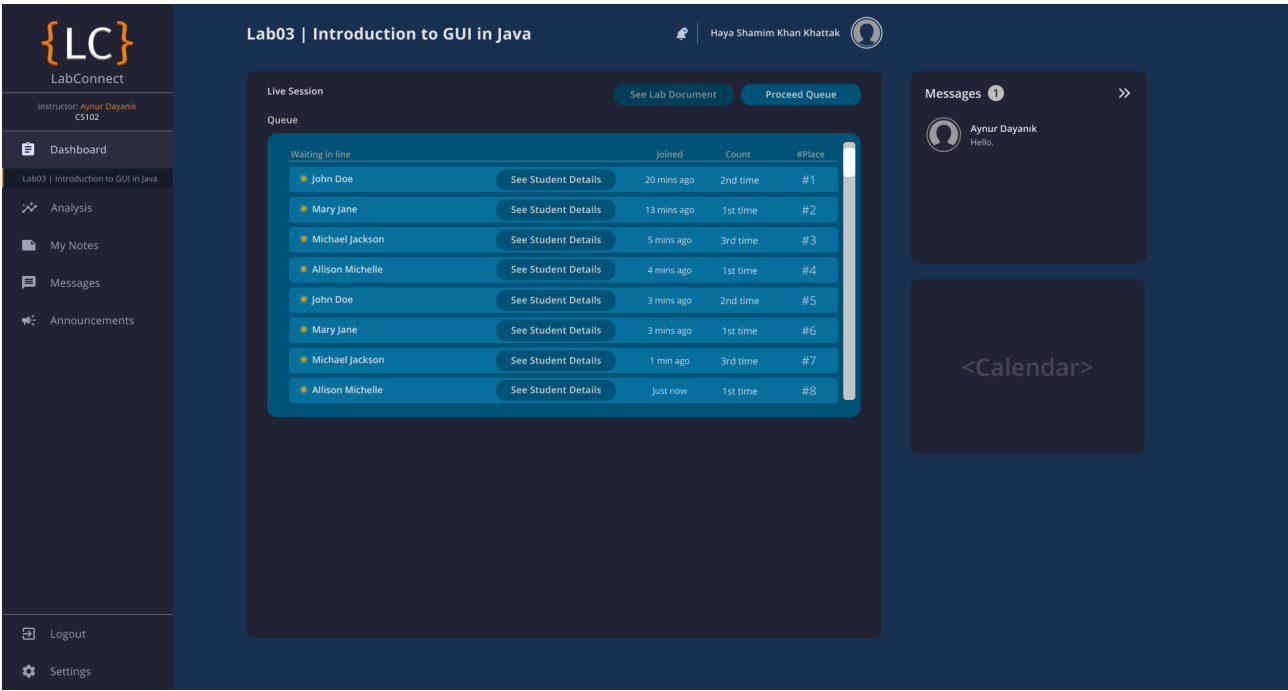 {LC}
LabConnect
Instructor: Aynur Dayanık
CS102
Dashboard
Lab03 | Introduction to GUI in Java
Analysis
My Notes
Messages
Announcements
Logout
Settings
Lab03 | Introduction to GUI in Java
Haya Shamim Khan Khattak
Live Session
See Lab Document
Proceed Queue
Queue
Waiting in line Joined Count #Place
John Doe See Student Details 20 mins ago 2nd time #1
Mary Jane See Student Details 13 mins ago 1st time #2
Michael Jackson See Student Details 5 mins ago 3rd time #3
Allison Michelle See Student Details 4 mins ago 1st time #4
John Doe See Student Details 3 mins ago 2nd time #5
Mary Jane See Student Details 3 mins ago 1st time #6
Michael Jackson See Student Details 1 min ago 3rd time #7
Allison Michelle See Student Details Just now 1st time #8
Messages 1
Aynur Dayanık
Hello.
<Calendar>